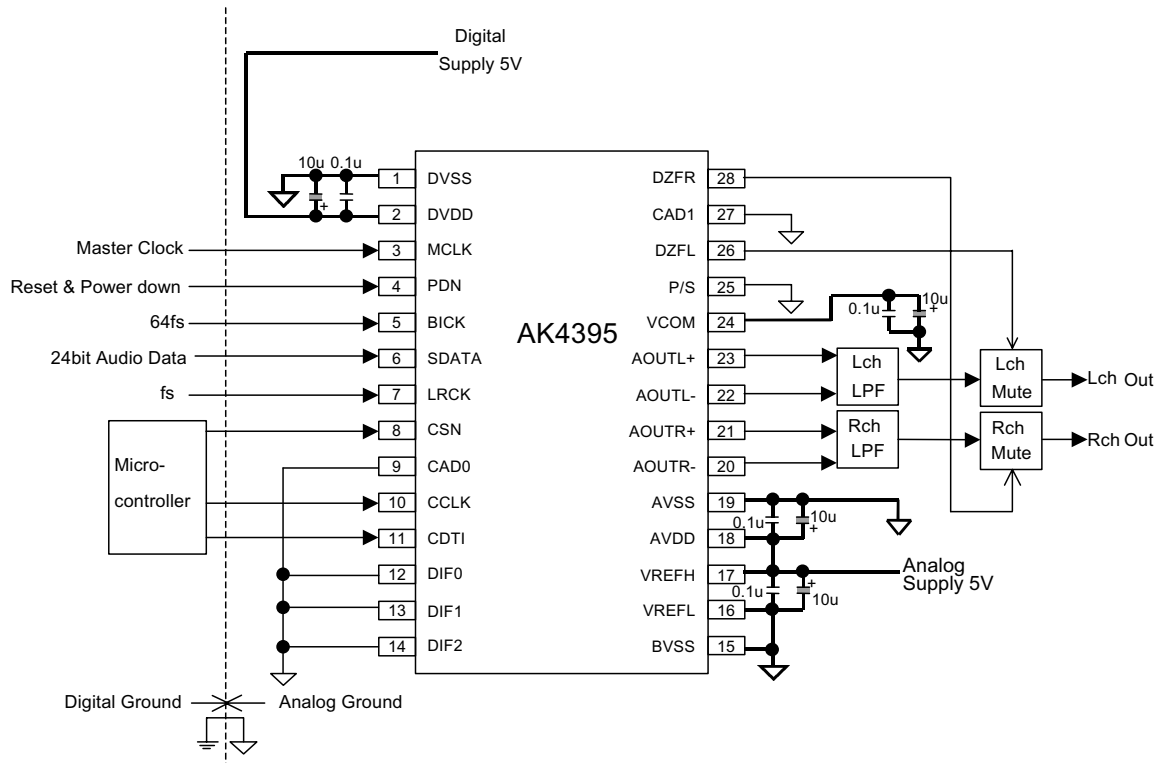 Digital
Supply 5V
10u 0.1u
+
1 DVSS
2 DVDD
Master Clock 3 MCLK
Reset & Power down 4 PDN
64fs 5 BICK
24bit Audio Data 6 SDATA
fs 7 LRCK
8 CSN
9 CAD0
10 CCLK
11 CDTI
12 DIF0
13 DIF1
14 DIF2
Micro-
controller
AK4395
DZFR 28
CAD1 27
DZFL 26
P/S 25
VCOM 24
AOUTL+ 23
AOUTL- 22
AOUTR+ 21
AOUTR- 20
AVSS 19
AVDD 18
VREFH 17
VREFL 16
BVSS 15
0.1u 10u
+
Lch
LPF
Rch
LPF
Lch
Mute
Rch
Mute
Lch Out
Rch Out
0.1u 10u
+
Analog
Supply 5V
+
0.1u 10u
Digital Ground Analog Ground